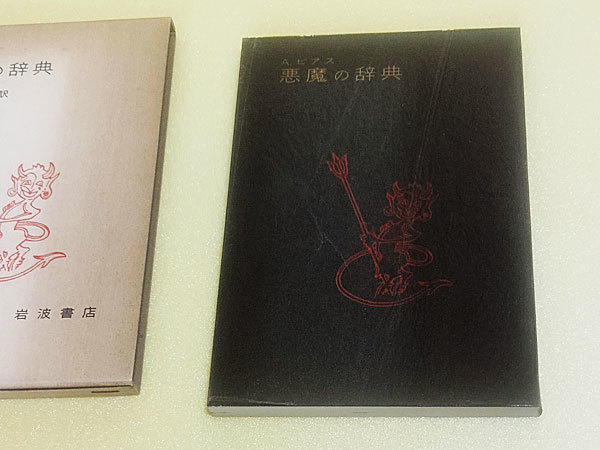 の辞典
訳
岩波書店
A.ビアス
悪魔の辞典